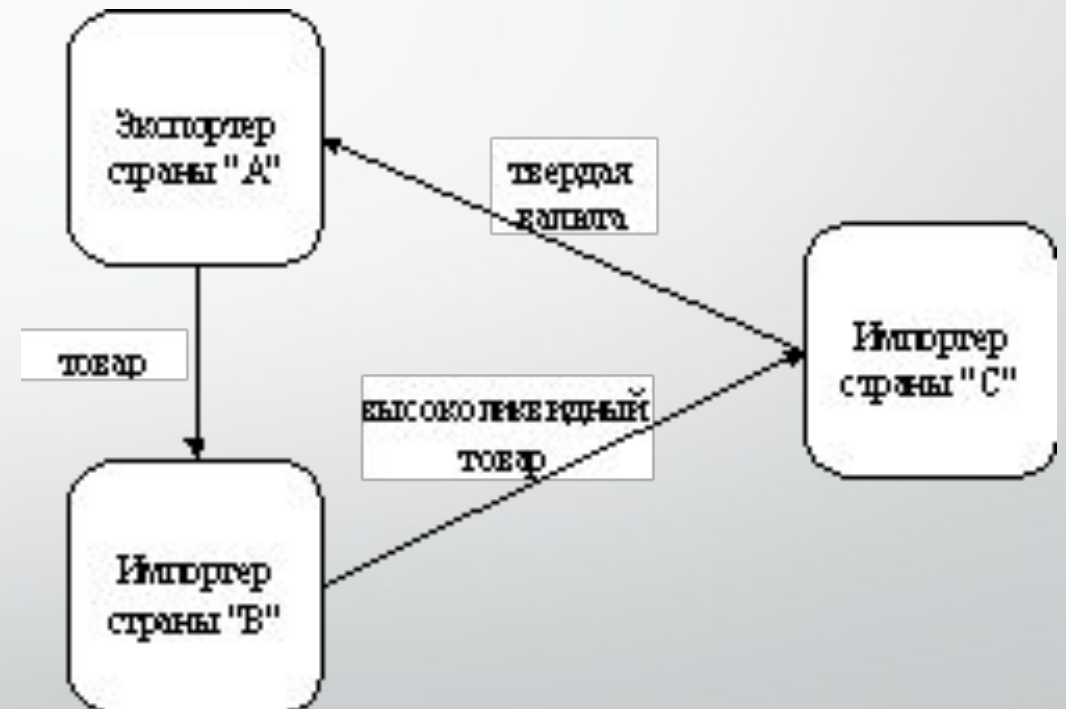 Экспортер
страны "А"
твердая
валюта
товар
Импортер
страны "С"
высоколиквидный
товар
Импортер
страны "В"